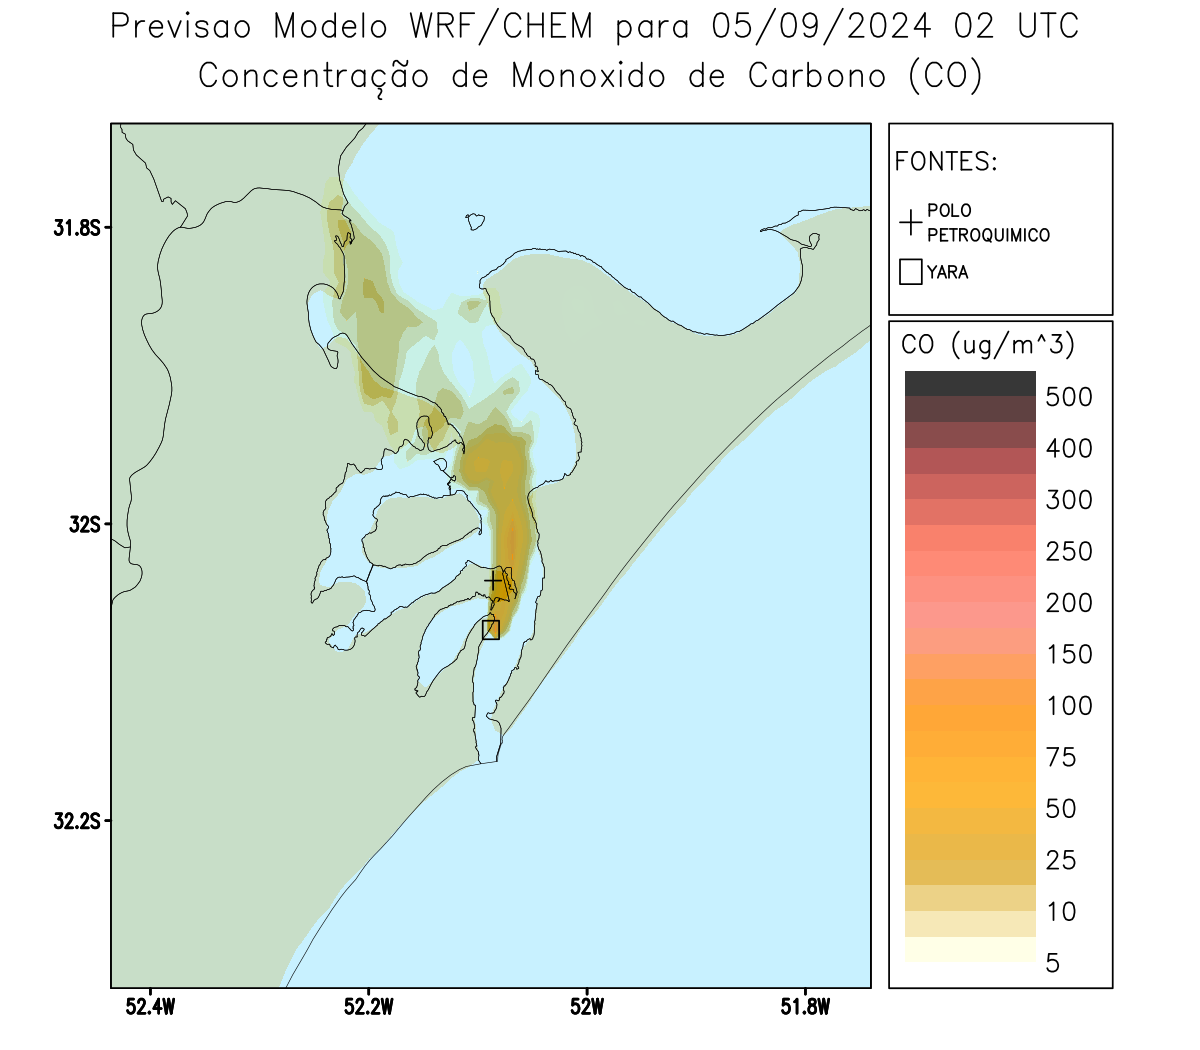 Previsao Modelo WRF/CHEM para 05/09/2024 02 UTC
Concentração de Monoxido de Carbono (CO)
FONTES:
POLO
PETROQUIMICO
YARA
CO (ug/m^3)
500
400
300
250
200
150
100
75
50
25
10
5
31.8S
32S
32.2S
52.4W
52.2W
52W
51.8W